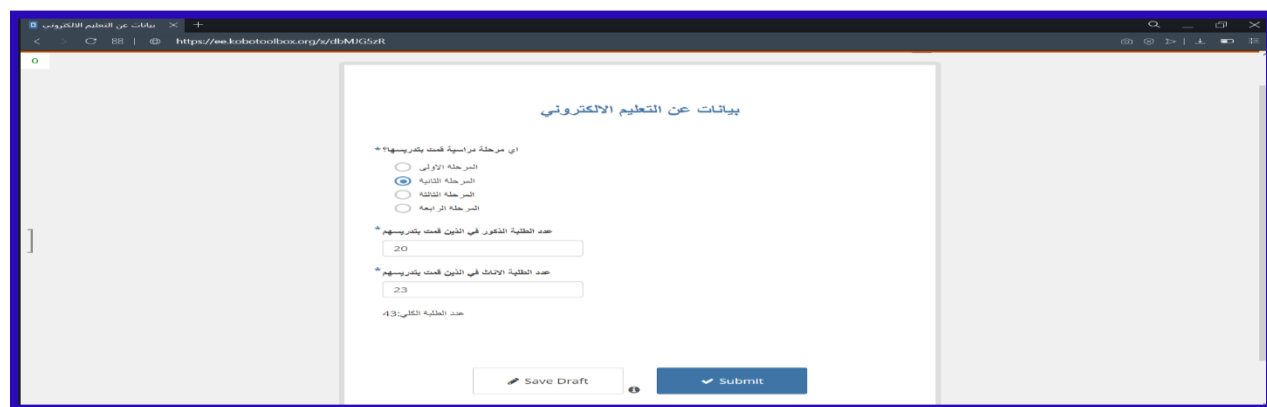 بيانات عن التعليم الالكتروني
https://ee.kobotoolbox.org/x/dbMJG5zR
0
بيانات عن التعليم الالكتروني
اي مرحلة دراسية قمت بتدريسها؟*
المرحلة الاولى
المرحلة الثانية
المرحلة الثالثة
المرحلة الرابعة
عدد الطلبة الذكور في الذين قمت بتدريسهم*
20
عدد الطلبة الاناث في الذين قمت بتدريسهم*
23
عدد الطلبة الكلي:43
]
Save Draft
Submit